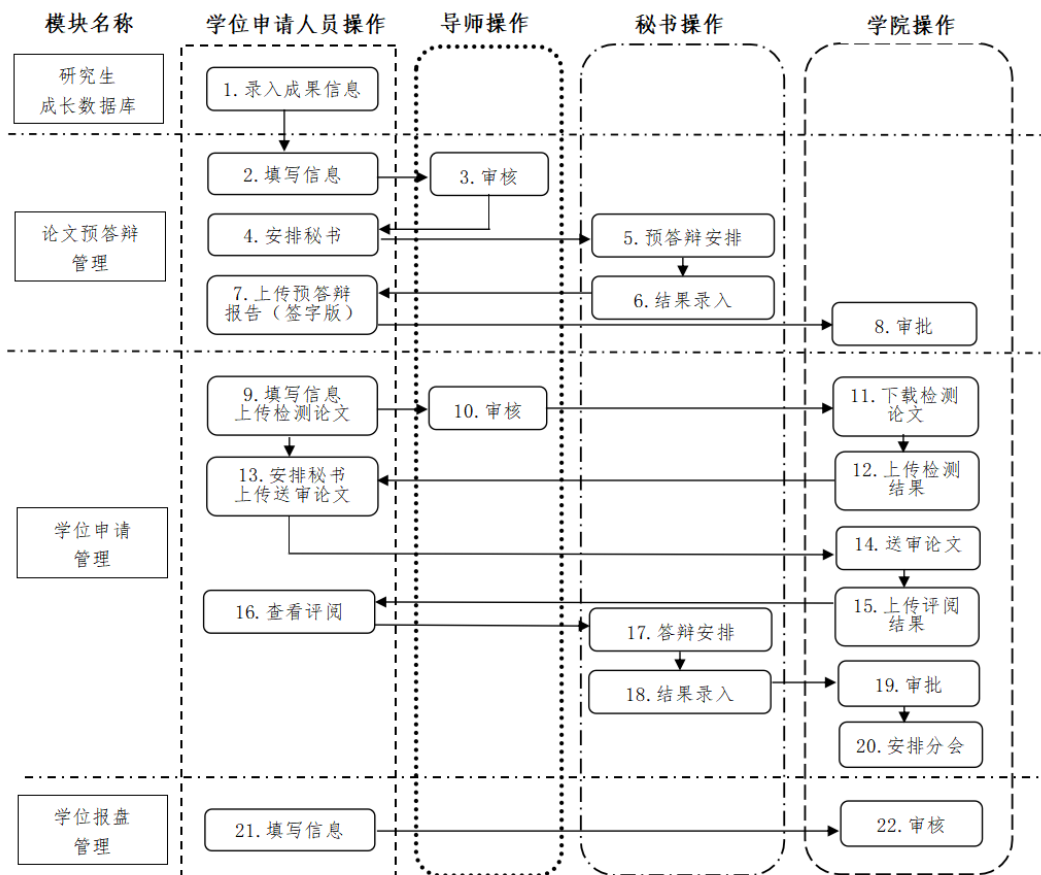 模块名称 学位申请人员操作 导师操作 秘书操作 学院操作
研究生
成长数据库
1.录入成果信息
2.填写信息
3.审核
论文预答辩
管理
4.安排秘书
5.预答辩安排
6.结果录入
7.上传预答辩
报告（签字版）
8.审批
学位申请
管理
9.填写信息
上传检测论文
10.审核
11.下载检测
论文
12.上传检测
结果
13.安排秘书
上传送审论文
14.送审论文
15.上传评阅
结果
16.查看评阅
17.答辩安排
18.结果录入
19.审批
20.安排分会
学位报盘
管理
21.填写信息
22.审核